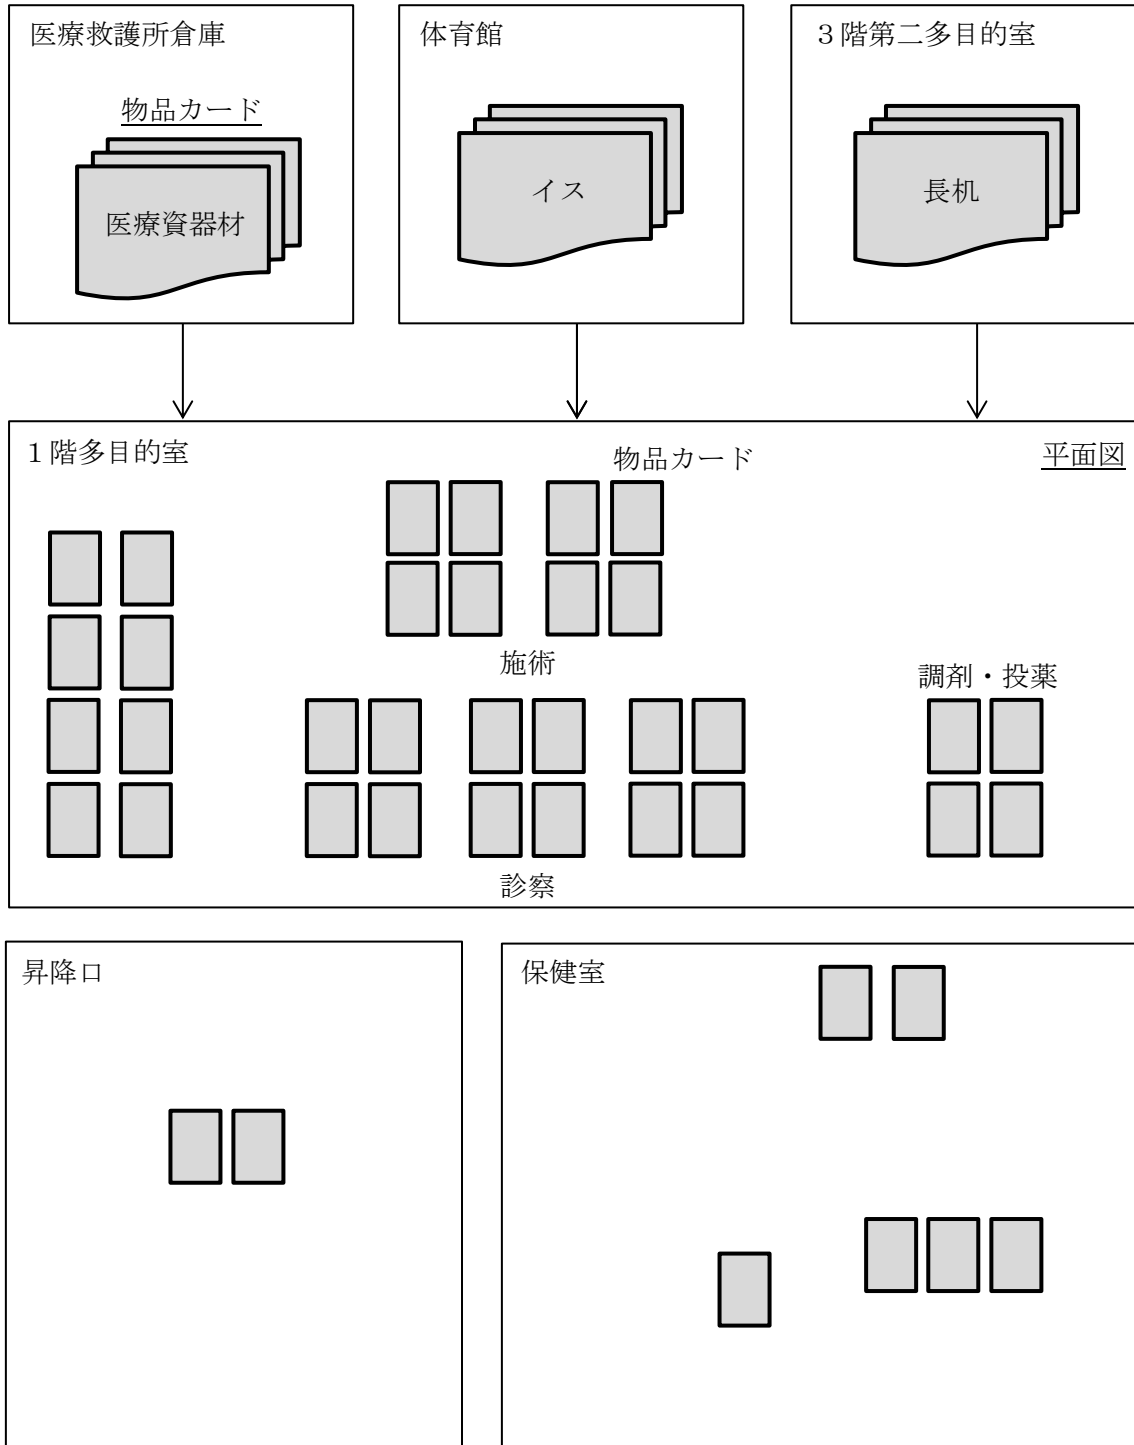 医療救護所倉庫
物品カード
医療資器材
体育館
イス
３階第二多目的室
長机
１階多目的室
物品カード
平面図
施術
調剤・投薬
診察
昇降口
保健室